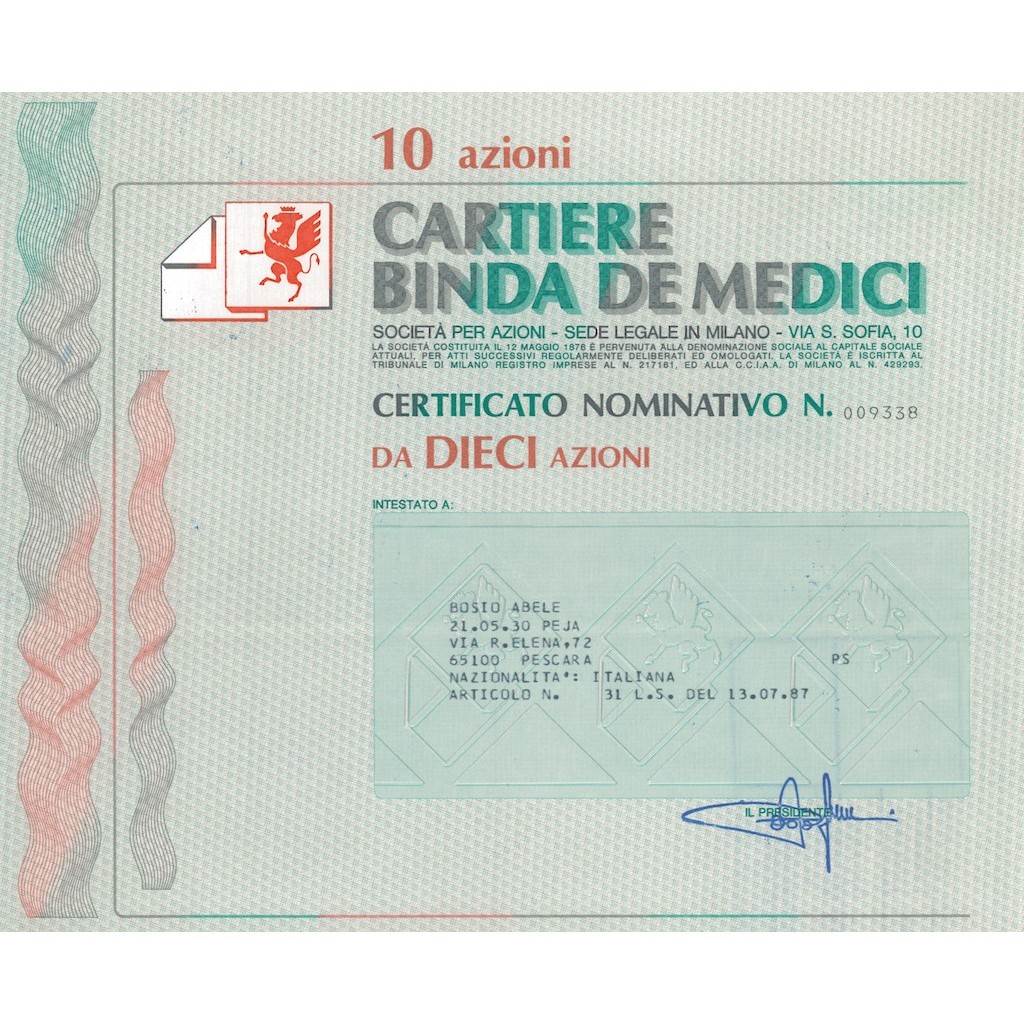 10 azioni
CARTIERE
BINDA DE MEDICI
SOCIETÀ PER AZIONI - SEDE LEGALE IN MILANO - VIA S. SOFIA, 10
LA SOCIETÀ COSTITUITA IL 12 MAGGIO 1876 È PERVENUTA ALLA DENOMINAZIONE SOCIALE AL CAPITALE SOCIALE
ATTUALI, PER ATTI SUCCESSIVI REGOLARMENTE DELIBERATI ED OMOLOGATI. LA SOCIETÀ È ISCRITTA AL
TRIBUNALE DI MILANO REGISTRO IMPRESE AL N. 217161, ED ALLA C.C.I.A.A. DI MILANO AL N. 429293.
CERTIFICATO NOMINATIVO N. 009338
DA DIECI AZIONI
INTESTATO A:
BOSIO ABELE
21.05.30 PEJA
VIA R.ELENA,72
65100 PESCARA PS
NAZIONALITA': ITALIANA
ARTICOLO N. 31 L.S. DEL 13.07.87
IL PRESIDENTE